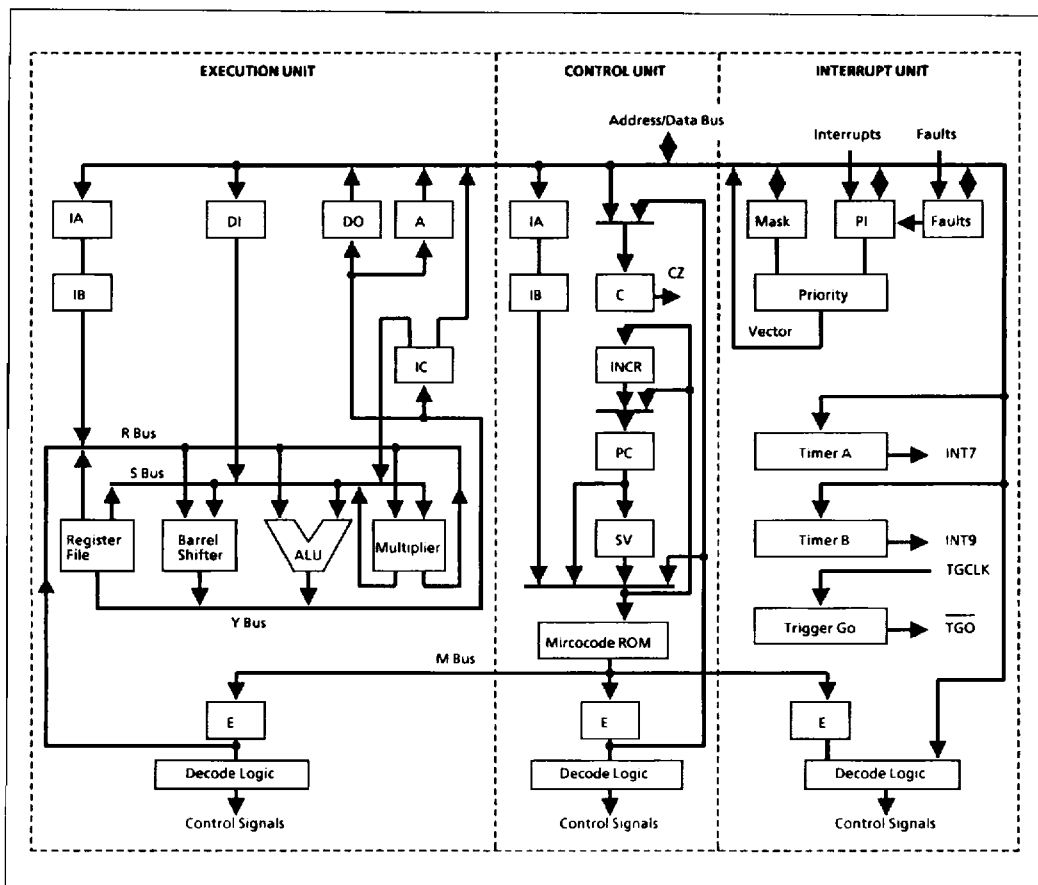 EXECUTION UNIT
CONTROL UNIT
INTERRUPT UNIT
Address/Data Bus
Interrupts
Faults
IA
DI
DO
A
IA
Mask
PI
Faults
IB
IB
C
CZ
Priority
Vector
IC
INCR
R Bus
PC
Timer A
INT7
S Bus
Register
File
Barrel
Shifter
ALU
Multiplier
SV
Timer B
INT9
TGCLK
Y Bus
Trigger Go
TGO
Mircocode ROM
M Bus
E
E
E
Decode Logic
Decode Logic
Decode Logic
Control Signals
Control Signals
Control Signals